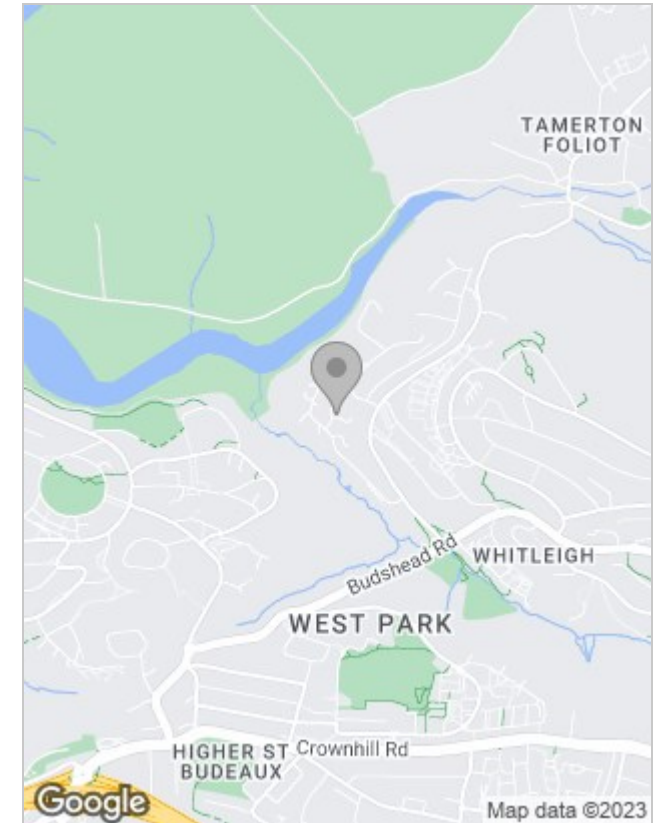 TAMERTON
FOLIOT
Budshead Rd
WHITLEIGH
WEST PARK
HIGHER ST
BUDEAUX
Crownhill Rd
Google
Map data ©2023